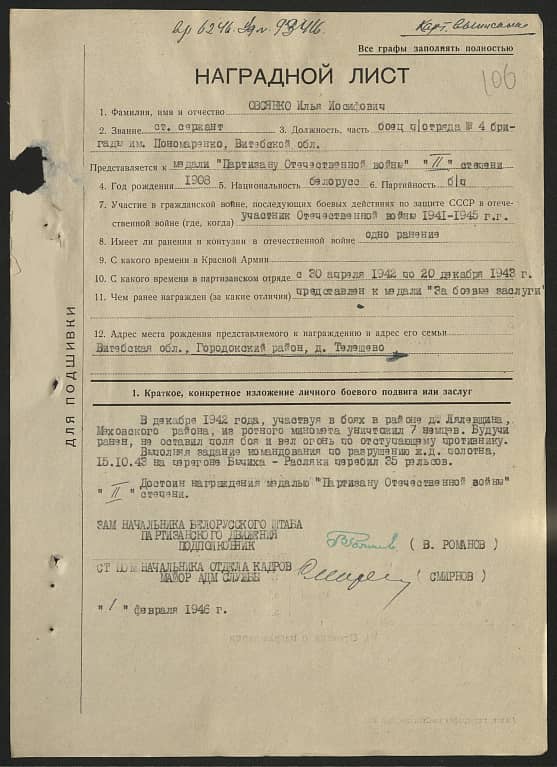 Карт. выписана
Все графы заполнять полностью
106
НАГРАДНОЙ ЛИСТ
1. Фамилия, имя и отчество ОВСЯНКО Илья Иосифович
2. Звание ст. сержант 3. Должность, часть боец п/отряда № 4 бри-
гады им. Пономаренко, Витебской обл.
Представляется к медали "Партизану Отечественной войны" "II" степени
4. Год рождения 1908 5. Национальность белорусс 6. Партийность б/п
7. Участие в гражданской войне, последующих боевых действиях по защите СССР в отече-
ственной войне (где, когда) участник Отечественной войны 1941-1945 г.г.
8. Имеет ли ранения и контузии в отечественной войне одно ранение
9. С какого времени в Красной Армии
10. С какого времени в партизанском отряде с 30 апреля 1942 по 20 декабря 1943 г.
11. Чем ранее награжден (за какие отличия) представлен к медали "За боевые заслуги"
12. Адрес места рождения представляемого к награждению и адрес его семьи
Витебская обл., Городокский район, д. Телешево
ДЛЯ ПОДШИВКИ
1. Краткое, конкретное изложение личного боевого подвига или заслуг
В декабре 1942 года, участвуя в боях в районе д. Лялевщина,
Меховского района, из ротного миномета уничтожил 7 немцев. Будучи
ранен, не оставил поля боя и вел огонь по отступающему противнику.
Выполняя задание командования по разрушению ж.д. полотна,
15.10.43 на перегоне Бычиха - Расляки перебил 35 рельсов.
Достоин награждения медалью "Партизану Отечественной войны"
" II " степени.
ЗАМ НАЧАЛЬНИКА БЕЛОРУССКОГО ШТАБА
ПАРТИЗАНСКОГО ДВИЖЕНИЯ
ПОДПОЛКОВНИК ( В. РОМАНОВ )
СТ ПОМ НАЧАЛЬНИКА ОТДЕЛА КАДРОВ
МАЙОР АДМ СЛУЖБЫ ( СМИРНОВ )
" 1 " февраля 1946 г.